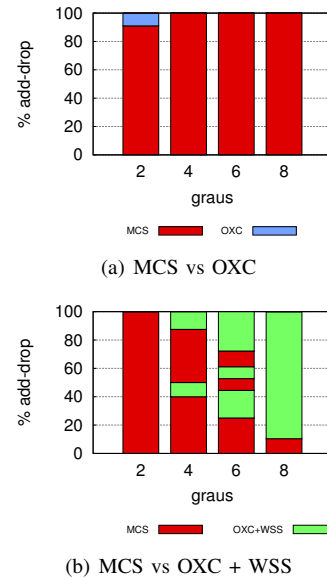 100
80
60
40
20
0
% add-drop
2 4 6 8
graus
MCS OXC
(a) MCS vs OXC
100
80
60
40
20
0
% add-drop
2 4 6 8
graus
MCS OXC+WSS
(b) MCS vs OXC + WSS